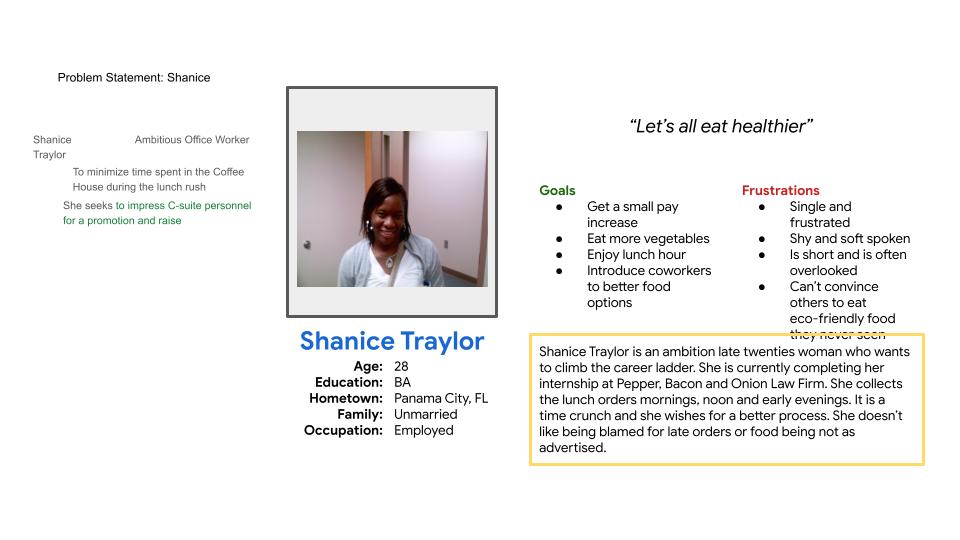 Problem Statement: Shanice
Shanice
Traylor
Ambitious Office Worker
To minimize time spent in the Coffee
House during the lunch rush
She seeks to impress C-suite personnel
for a promotion and raise
Shanice Traylor
Age: 28
Education: BA
Hometown: Panama City, FL
Family: Unmarried
Occupation: Employed
“Let’s all eat healthier”
Goals
● Get a small pay
increase
● Eat more vegetables
● Enjoy lunch hour
● Introduce coworkers
to better food
options
Frustrations
● Single and
frustrated
● Shy and soft spoken
● Is short and is often
overlooked
● Can’t convince
others to eat
eco-friendly food
they never seen
Shanice Traylor is an ambition late twenties woman who wants
to climb the career ladder. She is currently completing her
internship at Pepper, Bacon and Onion Law Firm. She collects
the lunch orders mornings, noon and early evenings. It is a
time crunch and she wishes for a better process. She doesn’t
like being blamed for late orders or food being not as
advertised.